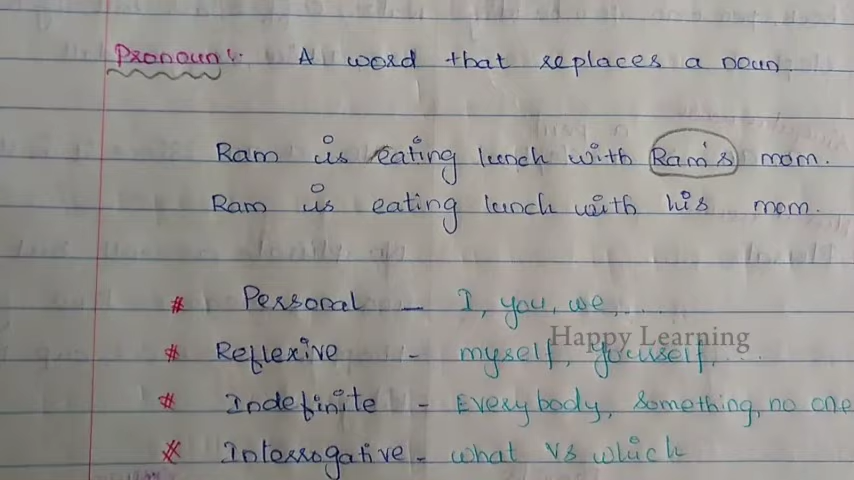 Pronoun :- A word that replaces a noun.
Ram is eating lunch with Ram's mom.
Ram is eating lunch with his mom.
* Personal - I, you, we, ....
Happy Learning
* Reflexive - myself, yourself, ...
* Indefinite - Everybody, something, no one
* Interrogative - what vs which